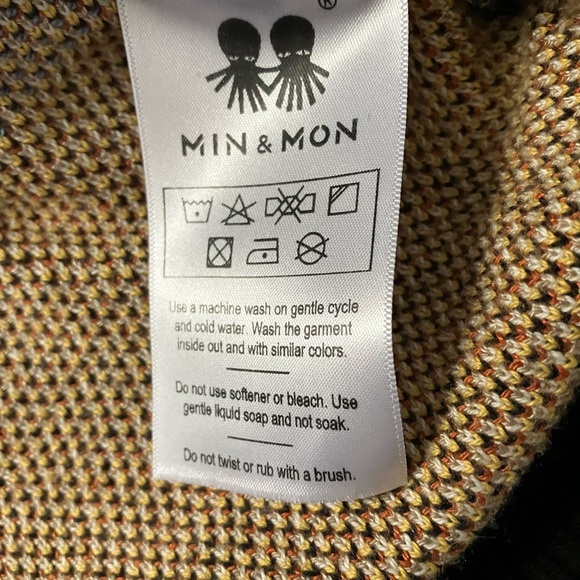 ®
MIN & MON
Use a machine wash on gentle cycle
and cold water. Wash the garment
inside out and with similar colors.
Do not use softener or bleach. Use
gentle liquid soap and not soak.
Do not twist or rub with a brush.